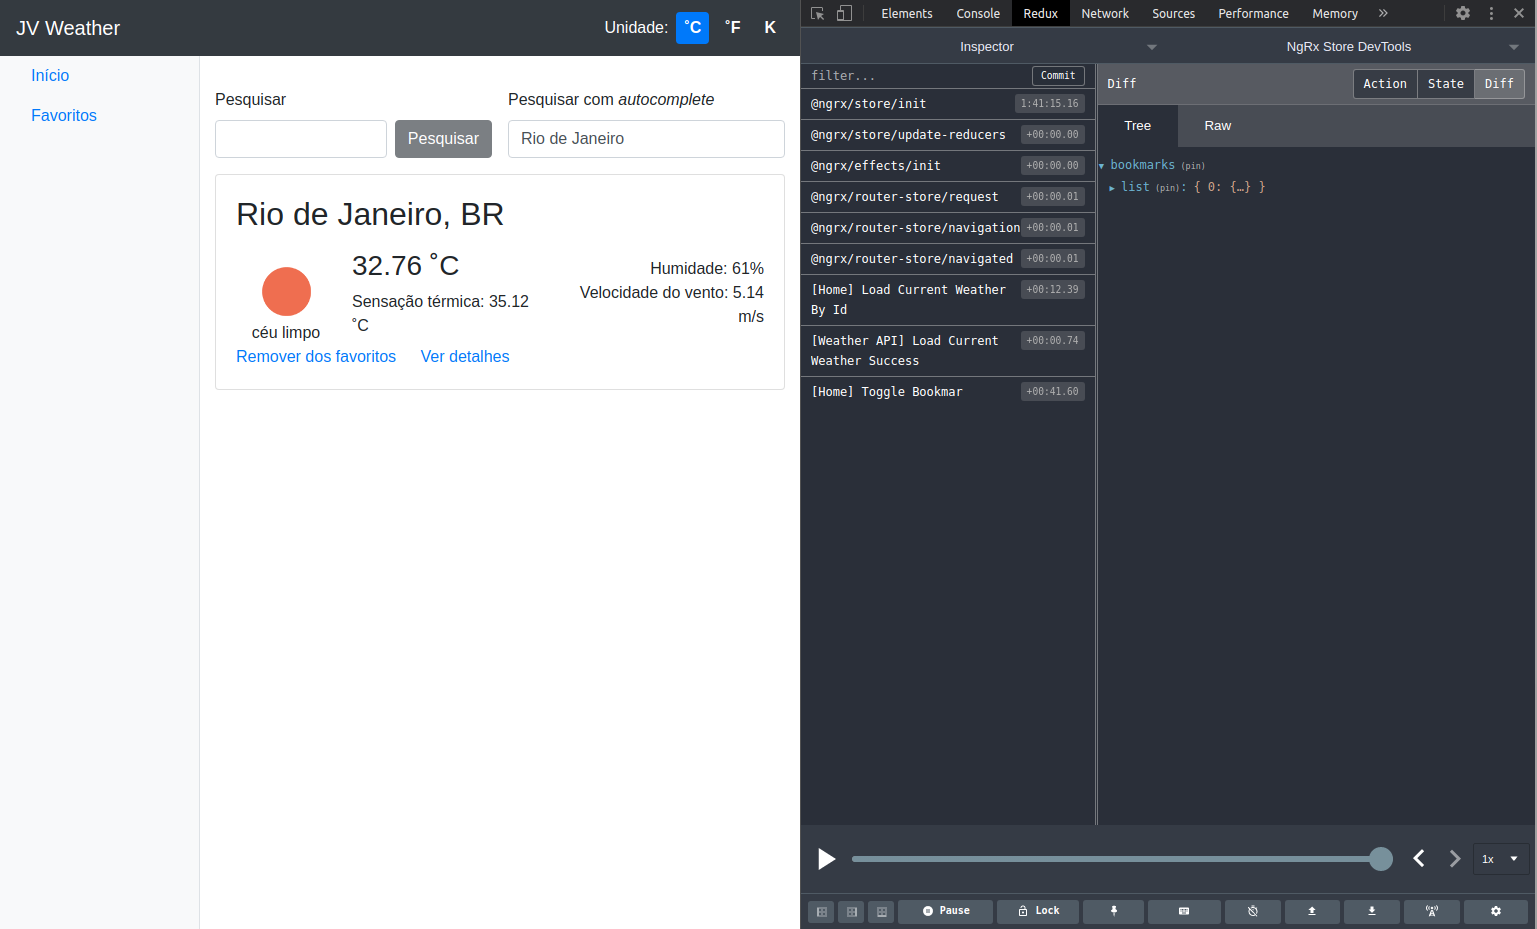 JV Weather
Unidade: ˚C ˚F K
Início
Favoritos
Pesquisar
Pesquisar com autocomplete
Pesquisar
Rio de Janeiro
Rio de Janeiro, BR
32.76 ˚C
Sensação térmica: 35.12
˚C
céu limpo
Humidade: 61%
Velocidade do vento: 5.14
m/s
Remover dos favoritos
Ver detalhes
Elements Console Redux Network Sources Performance Memory
Inspector
NgRx Store DevTools
filter...
Commit
@ngrx/store/init 1:41:15.16
@ngrx/store/update-reducers +00:00.00
@ngrx/effects/init +00:00.00
@ngrx/router-store/request +00:00.01
@ngrx/router-store/navigation +00:00.01
@ngrx/router-store/navigated +00:00.01
[Home] Load Current Weather +00:12.39
By Id
[Weather API] Load Current +00:00.74
Weather Success
[Home] Toggle Bookmar +00:41.60
Diff
Action State Diff
Tree Raw
bookmarks (pin)
list (pin): { 0: {…} }
1x
Pause
Lock